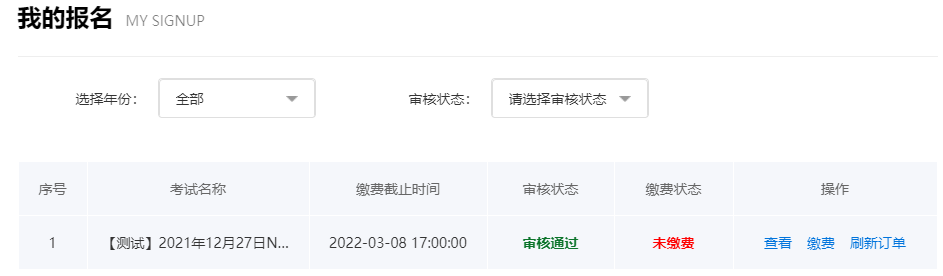 我的报名 MY SIGNUP
选择年份： 全部 审核状态： 请选择审核状态
序号 考试名称 缴费截止时间 审核状态 缴费状态 操作
1 【测试】2021年12月27日N... 2022-03-08 17:00:00 审核通过 未缴费 查看 缴费 刷新订单